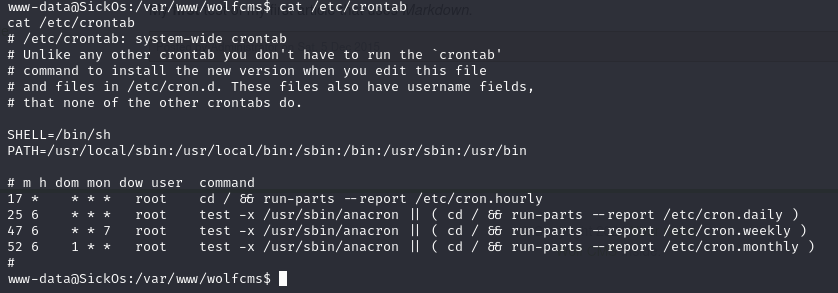 www-data@SickOs:/var/www/wolfcms$ cat /etc/crontab
cat /etc/crontab
# /etc/crontab: system-wide crontab
# Unlike any other crontab you don't have to run the `crontab'
# command to install the new version when you edit this file
# and files in /etc/cron.d. These files also have username fields,
# that none of the other crontabs do.

SHELL=/bin/sh
PATH=/usr/local/sbin:/usr/local/bin:/sbin:/bin:/usr/sbin:/usr/bin

# m h dom mon dow user  command
17 *    * * *   root    cd / && run-parts --report /etc/cron.hourly
25 6    * * *   root    test -x /usr/sbin/anacron || ( cd / && run-parts --report /etc/cron.daily )
47 6    * * 7   root    test -x /usr/sbin/anacron || ( cd / && run-parts --report /etc/cron.weekly )
52 6    1 * *   root    test -x /usr/sbin/anacron || ( cd / && run-parts --report /etc/cron.monthly )
#
www-data@SickOs:/var/www/wolfcms$